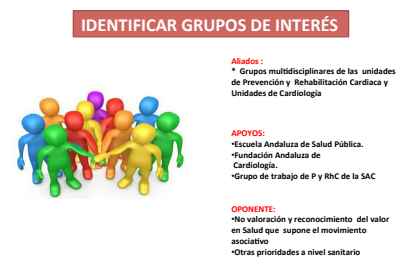 IDENTIFICAR GRUPOS DE INTERÉS
Aliados :
* Grupos multidisciplinares de las unidades
de Prevención y Rehabilitación Cardiaca y
Unidades de Cardiología
APOYOS:
•Escuela Andaluza de Salud Pública.
•Fundación Andaluza de
Cardiología.
•Grupo de trabajo de P y RhC de la SAC
OPONENTE:
•No valoración y reconocimiento del valor
en Salud que supone el movimiento
asociativo
•Otras prioridades a nivel sanitario